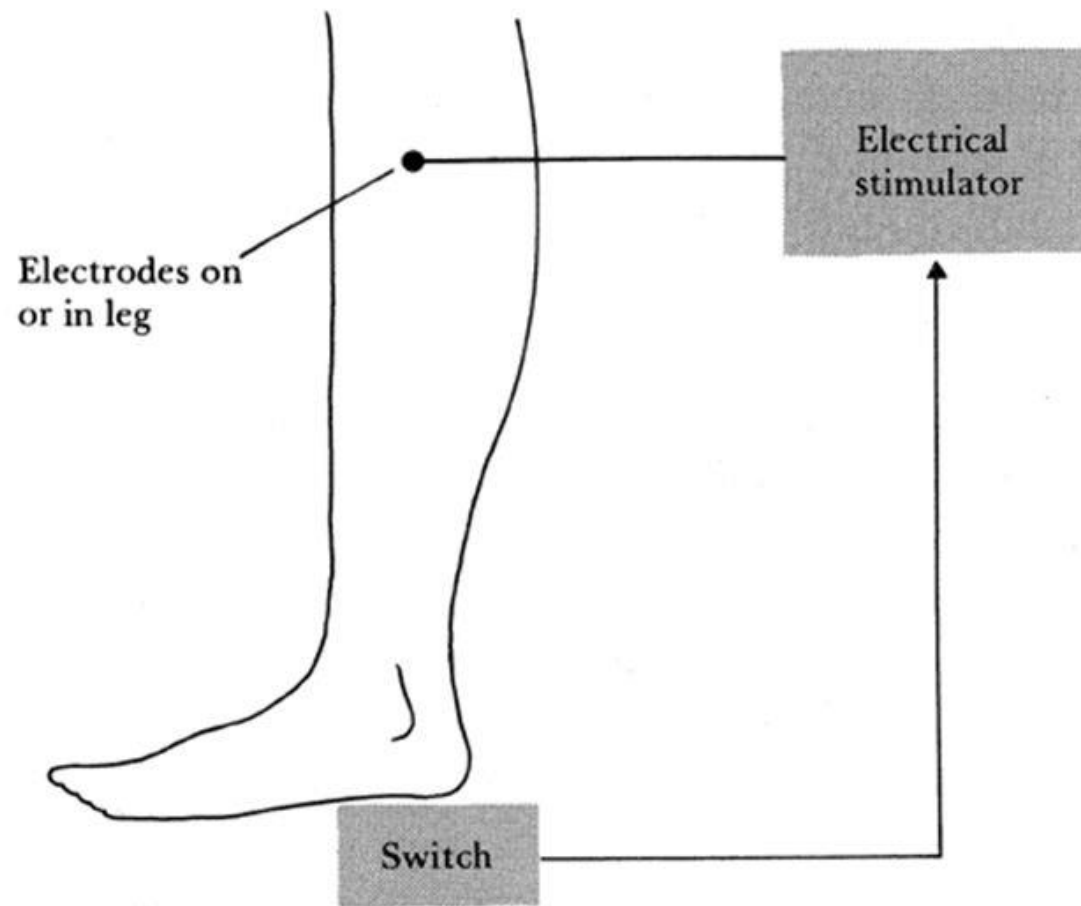 Electrical
stimulator
Electrodes on
or in leg
Switch